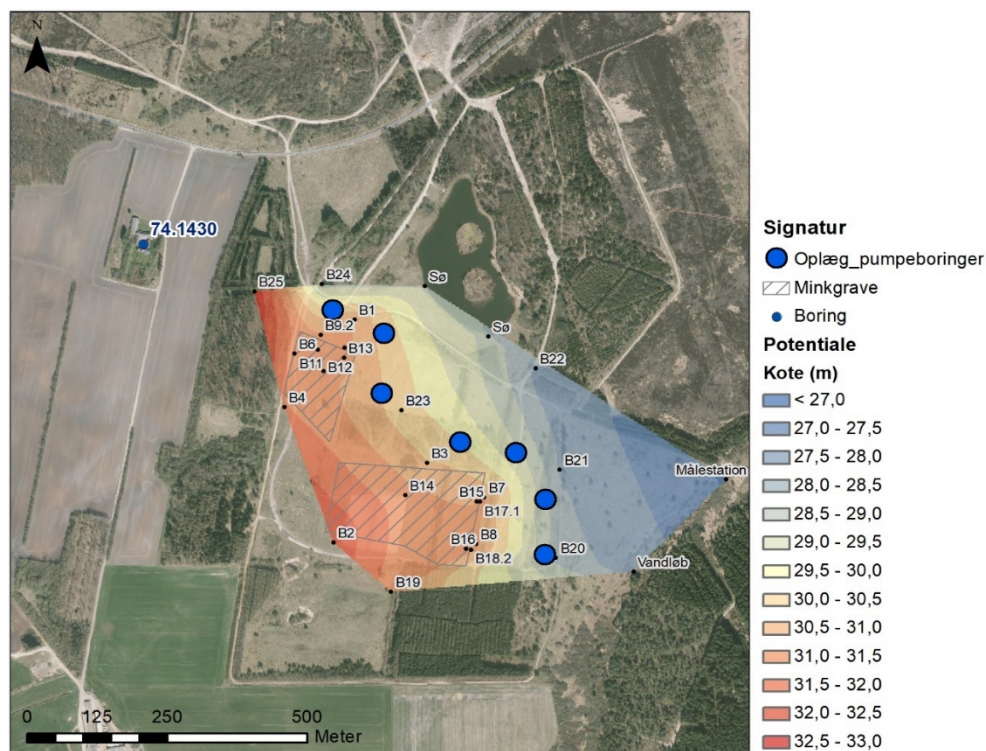 N
74.1430
B24
Sø
B25
B1
B9.2
B6
B13
Sø
B11
B12
B22
B4
B23
B3
B21
Målestation
B14
B7
B15
B17.1
B2
B16
B8
B18.2
B20
Vandløb
B19
0 125 250 500
Meter
Signatur
Oplæg_pumpeboringer
Minkgrave
Boring
Potentiale
Kote (m)
< 27,0
27,0 - 27,5
27,5 - 28,0
28,0 - 28,5
28,5 - 29,0
29,0 - 29,5
29,5 - 30,0
30,0 - 30,5
30,5 - 31,0
31,0 - 31,5
31,5 - 32,0
32,0 - 32,5
32,5 - 33,0